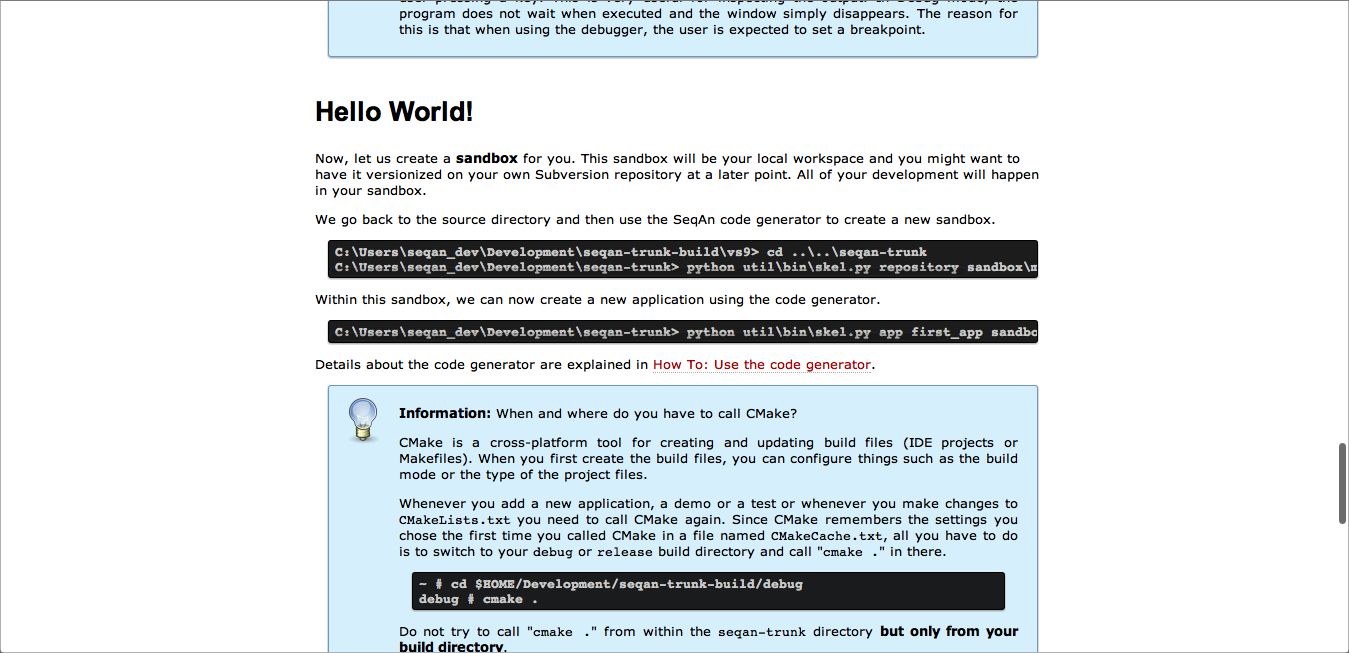 program does not wait when executed and the window simply disappears. The reason for
this is that when using the debugger, the user is expected to set a breakpoint.
Hello World!
Now, let us create a sandbox for you. This sandbox will be your local workspace and you might want to
have it versionized on your own Subversion repository at a later point. All of your development will happen
in your sandbox.
We go back to the source directory and then use the SeqAn code generator to create a new sandbox.
C:\Users\seqan_dev\Development\seqan-trunk-build\vs9> cd ..\..\seqan-trunk
C:\Users\seqan_dev\Development\seqan-trunk> python util\bin\skel.py repository sandbox\m
Within this sandbox, we can now create a new application using the code generator.
C:\Users\seqan_dev\Development\seqan-trunk> python util\bin\skel.py app first_app sandbo
Details about the code generator are explained in How To: Use the code generator.
Information: When and where do you have to call CMake?
CMake is a cross-platform tool for creating and updating build files (IDE projects or
Makefiles). When you first create the build files, you can configure things such as the build
mode or the type of the project files.
Whenever you add a new application, a demo or a test or whenever you make changes to
CMakeLists.txt you need to call CMake again. Since CMake remembers the settings you
chose the first time you called CMake in a file named CMakeCache.txt, all you have to do
is to switch to your debug or release build directory and call "cmake ." in there.
~ # cd $HOME/Development/seqan-trunk-build/debug
debug # cmake .
Do not try to call "cmake ." from within the seqan-trunk directory but only from your
build directory.